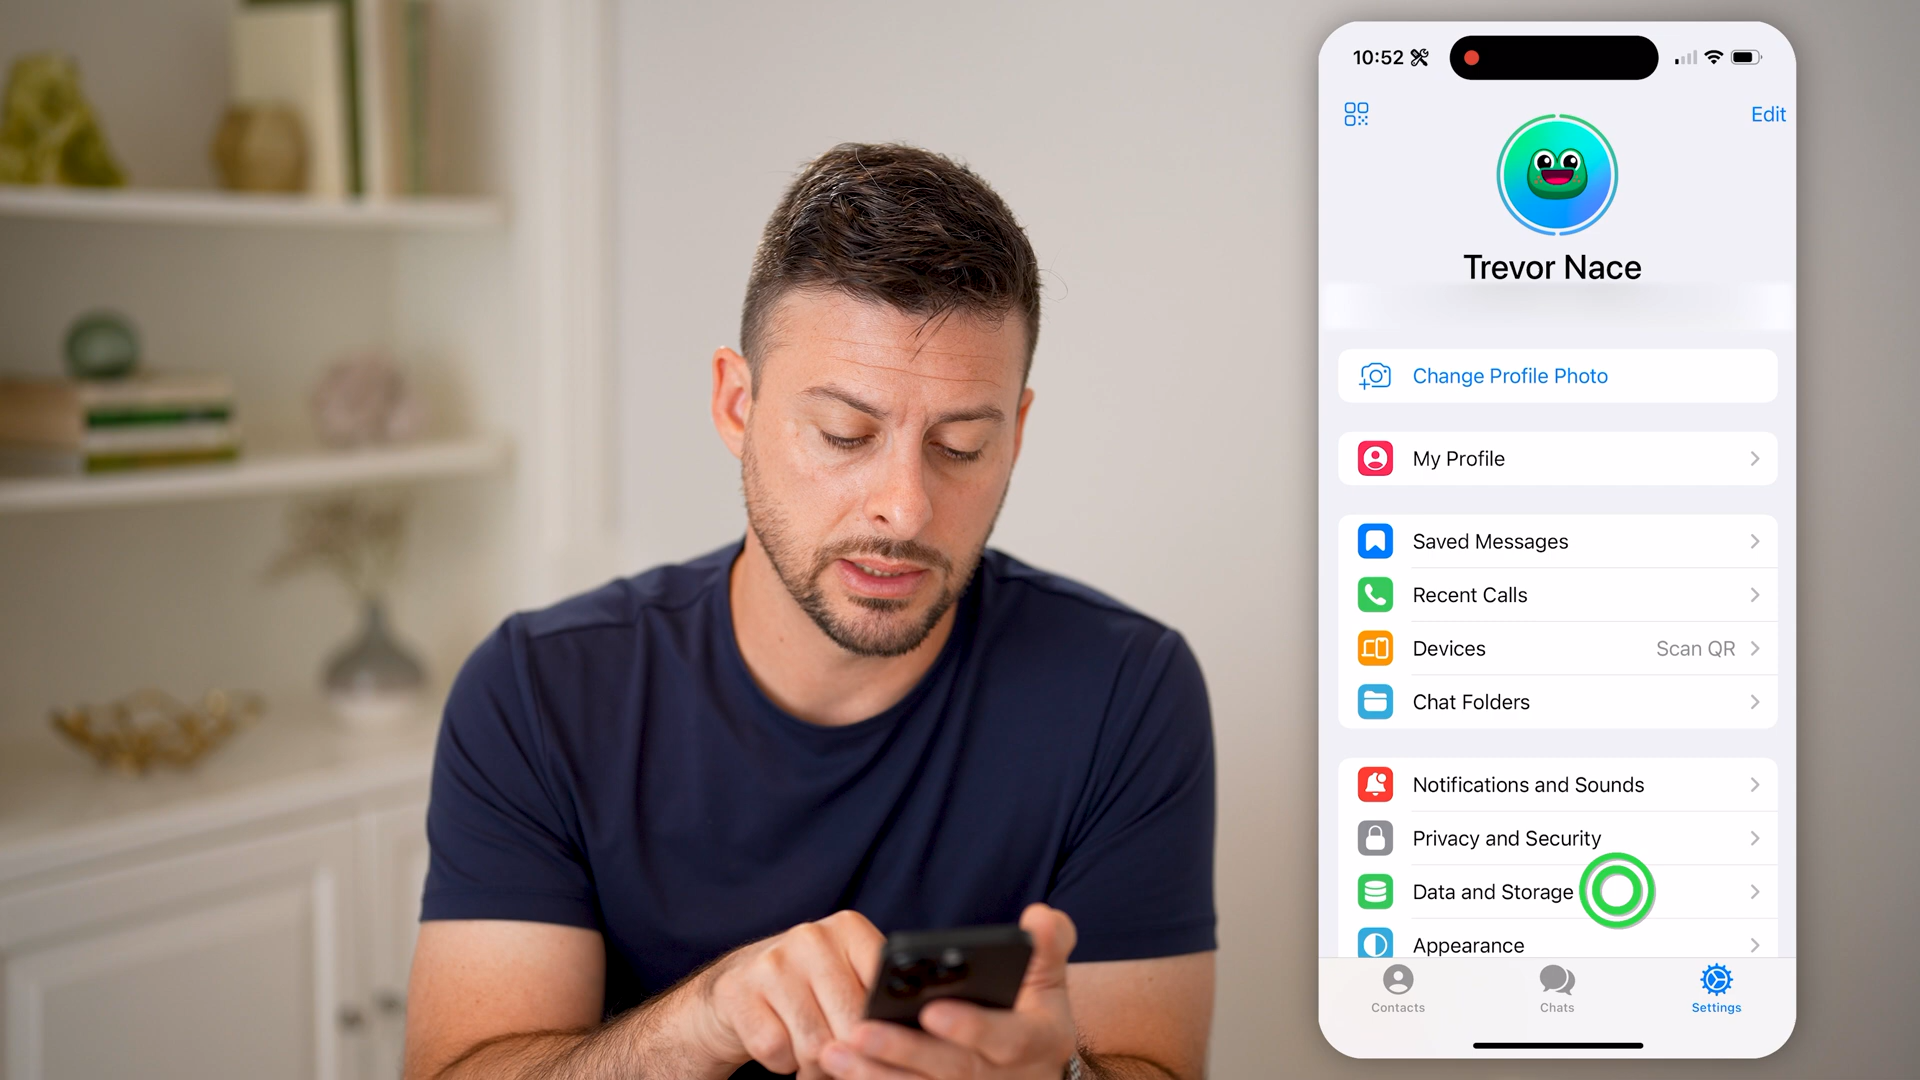 10:52
Edit
Trevor Nace
Change Profile Photo
My Profile
Saved Messages
Recent Calls
Devices Scan QR
Chat Folders
Notifications and Sounds
Privacy and Security
Data and Storage
Appearance
Contacts Chats Settings